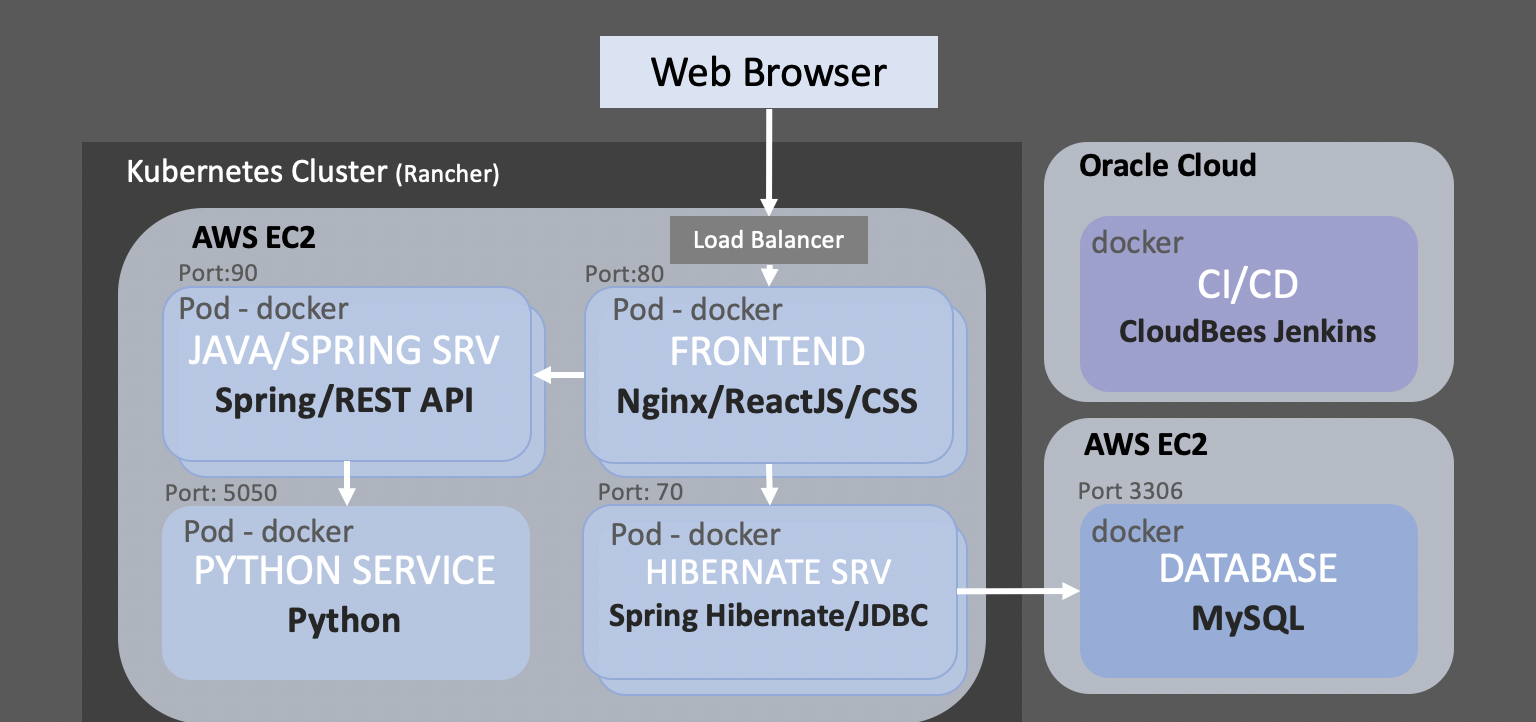 Web Browser
Kubernetes Cluster (Rancher)
AWS EC2
Load Balancer
Port:90
Pod - docker
JAVA/SPRING SRV
Spring/REST API
Port:80
Pod - docker
FRONTEND
Nginx/ReactJS/CSS
Port: 5050
Pod - docker
PYTHON SERVICE
Python
Port: 70
Pod - docker
HIBERNATE SRV
Spring Hibernate/JDBC
Oracle Cloud
docker
CI/CD
CloudBees Jenkins
AWS EC2
Port 3306
docker
DATABASE
MySQL